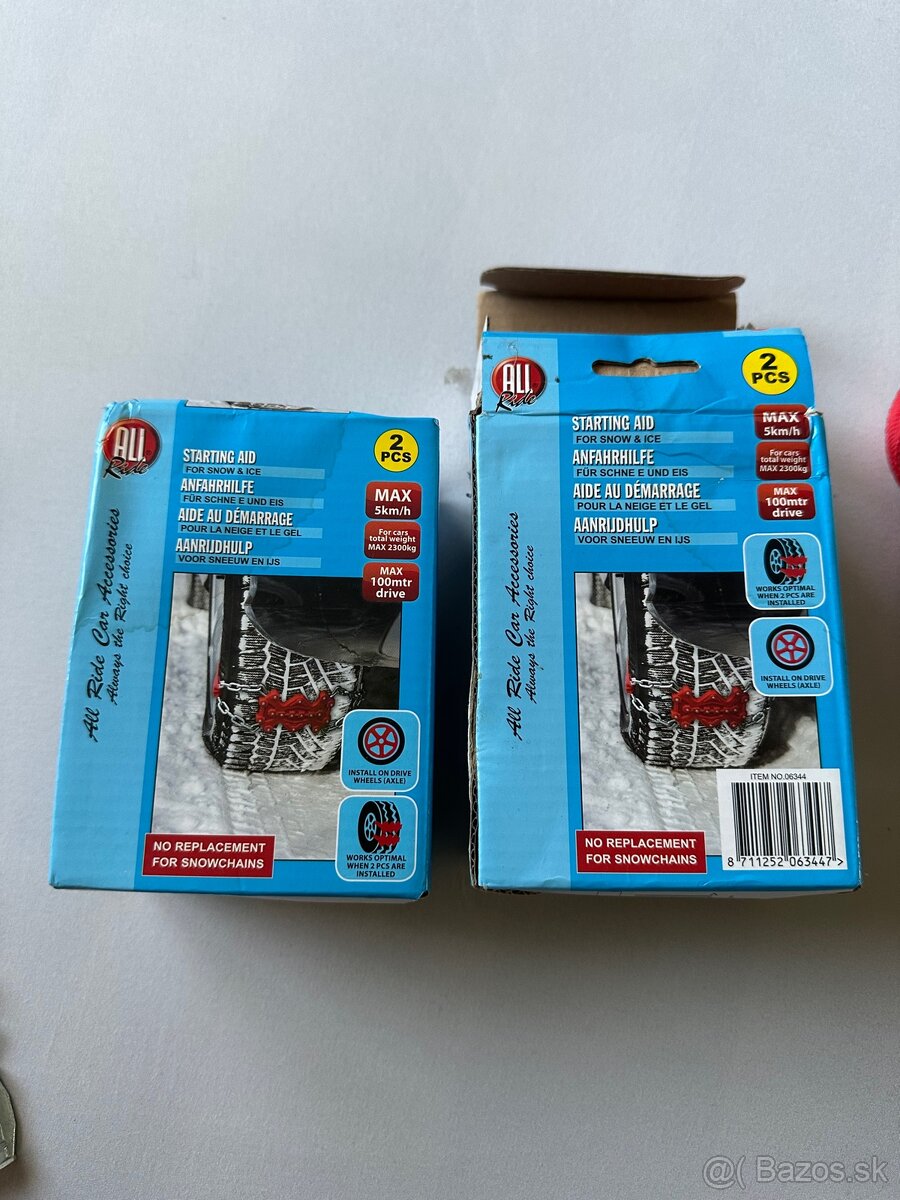 ALL
Ride
2
PCS
STARTING AID
FOR SNOW & ICE
ANFAHRHILFE
FÜR SCHNE E UND EIS
AIDE AU DÉMARRAGE
POUR LA NEIGE ET LE GEL
AANRIJDHULP
VOOR SNEEUW EN IJS
MAX
5km/h
For cars
total weight
MAX 2300kg
MAX
100mtr
drive
All Ride Car Accessories
Always the Right choice
INSTALL ON DRIVE
WHEELS (AXLE)
WORKS OPTIMAL
WHEN 2 PCS ARE
INSTALLED
NO REPLACEMENT
FOR SNOWCHAINS
ALL
Ride
2
PCS
STARTING AID
FOR SNOW & ICE
ANFAHRHILFE
FÜR SCHNE E UND EIS
AIDE AU DÉMARRAGE
POUR LA NEIGE ET LE GEL
AANRIJDHULP
VOOR SNEEUW EN IJS
MAX
5km/h
For cars
total weight
MAX 2300kg
MAX
100mtr
drive
WORKS OPTIMAL
WHEN 2 PCS ARE
INSTALLED
INSTALL ON DRIVE
WHEELS (AXLE)
All Ride Car Accessories
Always the Right choice
ITEM NO.06344
8 711252 063447 >
NO REPLACEMENT
FOR SNOWCHAINS
@( Bazos.sk